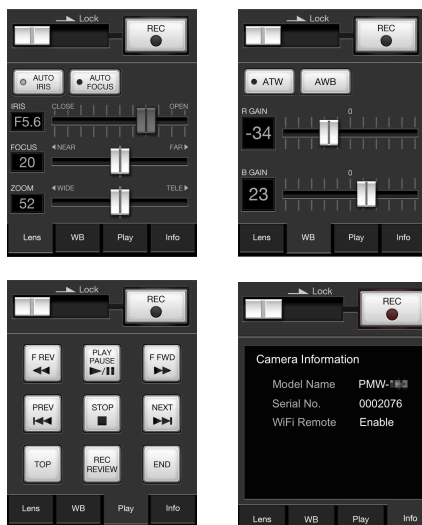 Lock
REC
AUTO IRIS
AUTO FOCUS
IRIS CLOSE OPEN
F5.6
FOCUS NEAR FAR
20
ZOOM WIDE TELE
52
Lens WB Play Info
Lock
REC
ATW AWB
R GAIN 0
-34
B GAIN 0
23
Lens WB Play Info
Lock
REC
F REV
PLAY PAUSE
F FWD
PREV
STOP
NEXT
TOP
REC REVIEW
END
Lens WB Play Info
Lock
REC
Camera Information
Model Name PMW-
Serial No. 0002076
WiFi Remote Enable
Lens WB Play Info